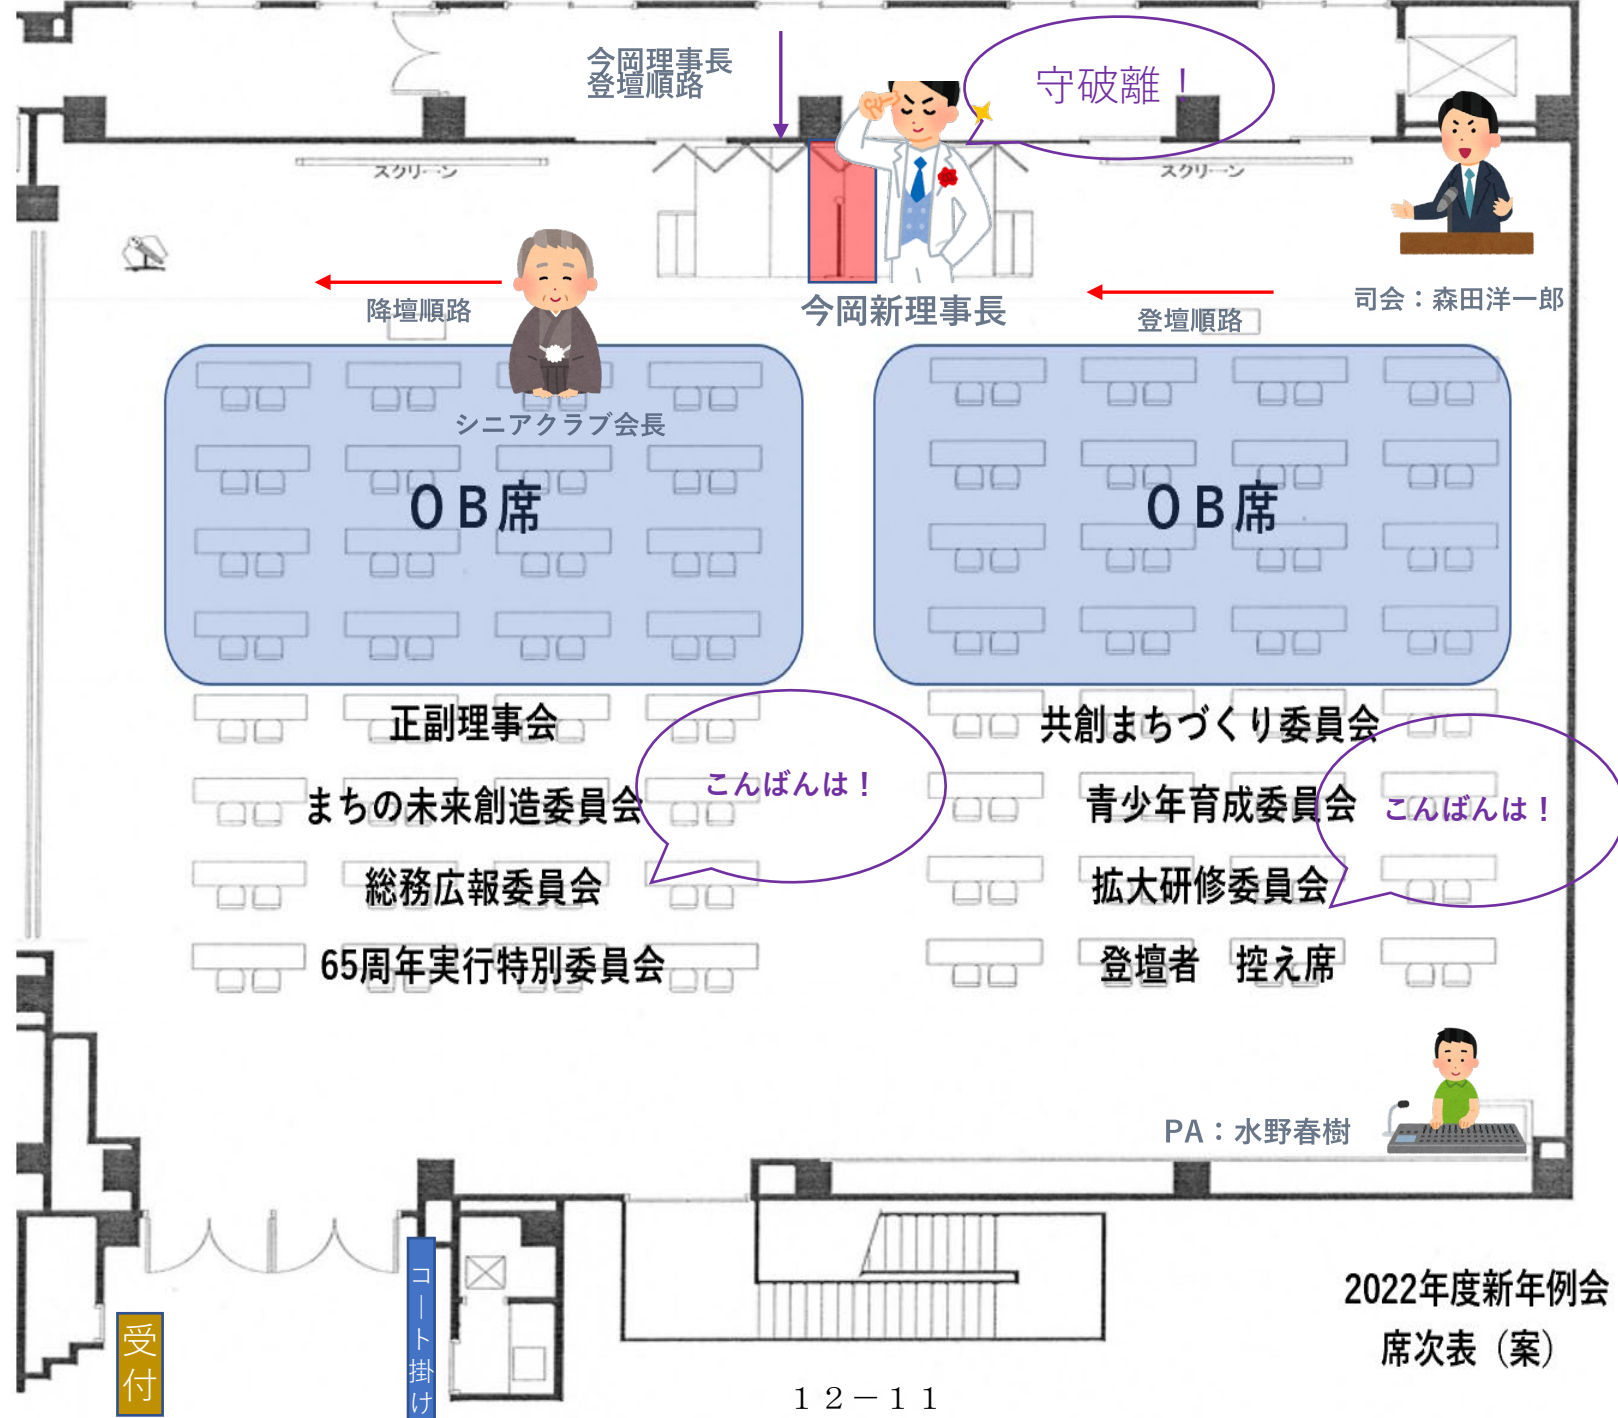 今岡理事長
登壇順路
守破離！
スクリーン
スクリーン
降壇順路
今岡新理事長
登壇順路
司会：森田洋一郎
シニアクラブ会長
ＯＢ席
ＯＢ席
正副理事会
共創まちづくり委員会
こんばんは！
まちの未来創造委員会
青少年育成委員会
こんばんは！
総務広報委員会
拡大研修委員会
65周年実行特別委員会
登壇者　控え席
PA：水野春樹
コート掛け
受付
2022年度新年例会
席次表（案）
１２－１１